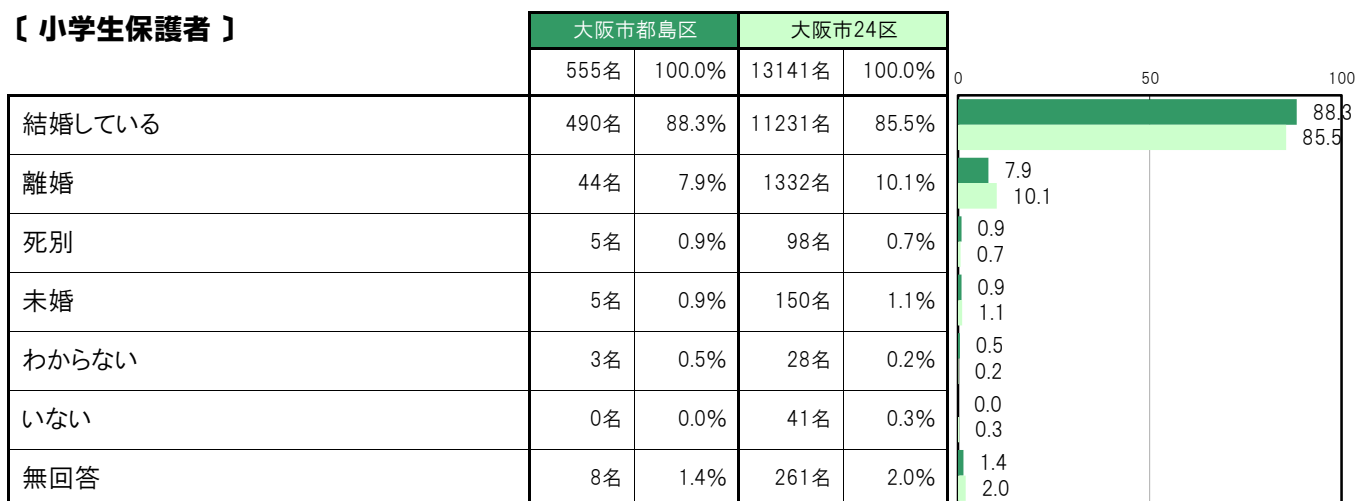 〔 小学生保護者 〕
大阪市都島区 大阪市24区
555名 100.0% 13141名 100.0%
0 50 100
結婚している 490名 88.3% 11231名 85.5% 88.3
85.5
離婚 44名 7.9% 1332名 10.1% 7.9
10.1
死別 5名 0.9% 98名 0.7% 0.9
0.7
未婚 5名 0.9% 150名 1.1% 0.9
1.1
わからない 3名 0.5% 28名 0.2% 0.5
0.2
いない 0名 0.0% 41名 0.3% 0.0
0.3
無回答 8名 1.4% 261名 2.0% 1.4
2.0